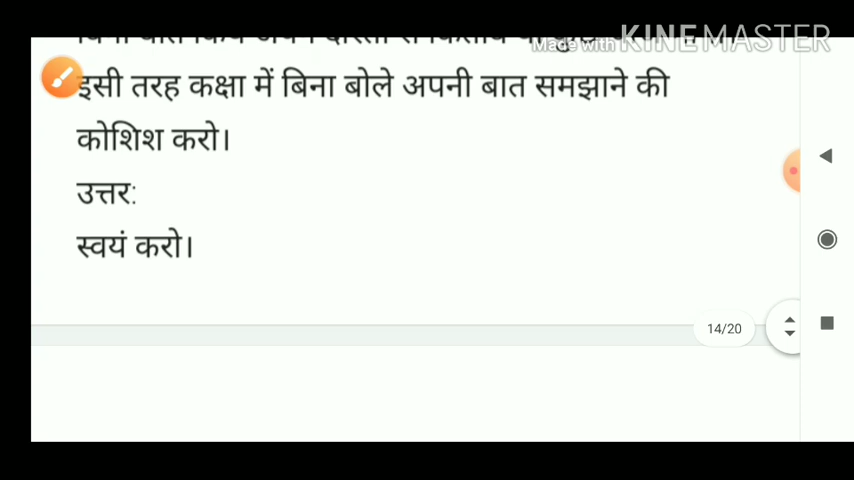 Made with KINEMASTER
इसी तरह कक्षा में बिना बोले अपनी बात समझाने की
कोशिश करो।
उत्तर:
स्वयं करो।
14/20